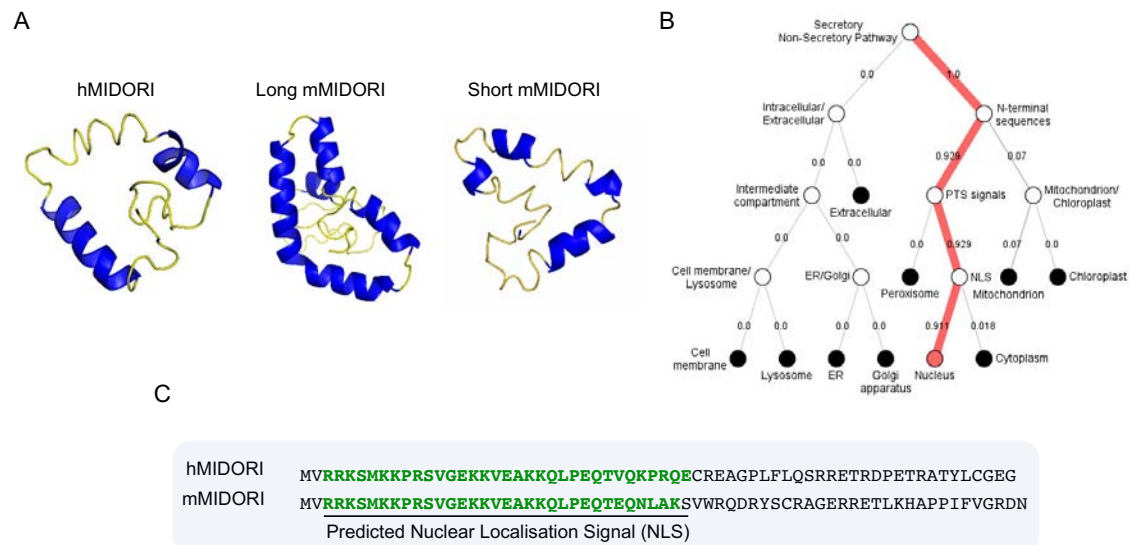 A
hMIDORI
Long mMIDORI
Short mMIDORI
B
Secretory
Non-Secretory Pathway
0.0
1.0
Intracellular/
Extracellular
N-terminal
sequences
0.0
0.0
0.929
0.07
Intermediate
compartment
Extracellular
PTS signals
Mitochondrion/
Chloroplast
0.0
0.0
0.0
0.929
0.07
0.0
Cell membrane/
Lysosome
ER/Golgi
Peroxisome
NLS
Mitochondrion
Chloroplast
0.0
0.0
0.0
0.0
0.911
0.018
Cell
membrane
Lysosome
ER
Golgi
apparatus
Nucleus
Cytoplasm
C
hMIDORI MVRRKSMKKPRSVGEKKVEAKKQLPEQTVQKPRQECREAGPLFLQSRRETRDPETRATYLCGEG
mMIDORI MVRRKSMKKPRSVGEKKVEAKKQLPEQTEQNLAKSVWRQDRYSCRAGERRETLKHAPPIFVGRDN
Predicted Nuclear Localisation Signal (NLS)